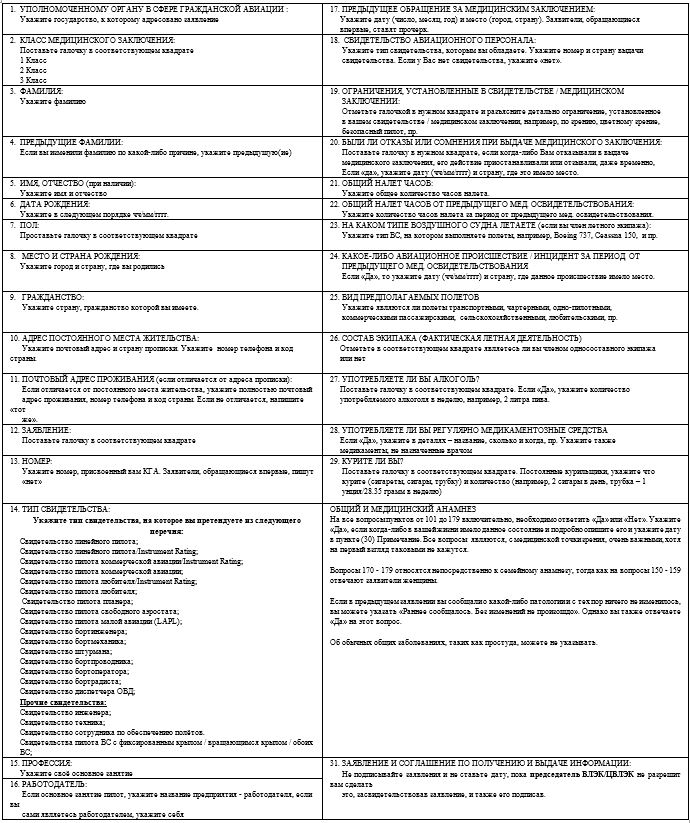 1. УПОЛНОМОЧЕННОМУ ОРГАНУ В СФЕРЕ ГРАЖДАНСКОЙ АВИАЦИИ :
Укажите государство, к которому адресовано заявление
2. КЛАСС МЕДИЦИНСКОГО ЗАКЛЮЧЕНИЯ:
Поставьте галочку в соответствующем квадрате
1 Класс
2 Класс
3 Класс
3. ФАМИЛИЯ:
Укажите фамилию
4. ПРЕДЫДУЩИЕ ФАМИЛИИ:
Если вы изменили фамилию по какой-либо причине, укажите предыдущую(ие)
5. ИМЯ, ОТЧЕСТВО (при наличии):
Укажите имя и отчество
6. ДАТА РОЖДЕНИЯ:
Укажите в следующем порядке чч/мм/гггг.
7. ПОЛ:
Проставьте галочку в соответствующем квадрате
8. МЕСТО И СТРАНА РОЖДЕНИЯ:
Укажите город и страну, где вы родились
9. ГРАЖДАНСТВО:
Укажите страну, гражданство которой вы имеете.
10. АДРЕС ПОСТОЯННОГО МЕСТА ЖИТЕЛЬСТВА:
Укажите почтовый адрес и страну прописки. Укажите номер телефона и код
страны.
11. ПОЧТОВЫЙ АДРЕС ПРОЖИВАНИЯ (если отличается от адреса прописки):
Если отличается от постоянного места жительства, укажите полностью почтовый
адрес проживания, номер телефона и код страны. Если не отличается, напишите
«тот
же».
12. ЗАЯВЛЕНИЕ:
Поставьте галочку в соответствующем квадрате
13. НОМЕР:
Укажите номер, присвоенный вам КГА. Заявители, обращающиеся впервые, пишут
«нет»
14. ТИП СВИДЕТЕЛЬСТВА:
Укажите тип свидетельства, на которое вы претендуете из следующего
перечня:
Свидетельство линейного пилота;
Свидетельство линейного пилота/Instrument Rating;
Свидетельство пилота коммерческой авиации/Instrument Rating;
Свидетельство пилота коммерческой авиации;
Свидетельство пилота любителя/Instrument Rating;
Свидетельство пилота любителя;
Свидетельство пилота планера;
Свидетельство пилота свободного аэростата;
Свидетельство пилота малой авиации (LAPL);
Свидетельство бортинженера;
Свидетельство бортмеханика;
Свидетельство штурмана;
Свидетельство бортпроводника;
Свидетельство бортоператора;
Свидетельство бортрадиста;
Свидетельство диспетчера ОВД;
Прочие свидетельства:
Свидетельство инженера;
Свидетельство техника;
Свидетельство сотрудника по обеспечению полётов.
Свидетельства пилота ВС с фиксированным крылом / вращающимся крылом / обоих
ВС;
15. ПРОФЕССИЯ:
Укажите своё основное занятие
16. РАБОТОДАТЕЛЬ:
Если основное занятие пилот, укажите название предприятия - работодателя, если
вы
сами являетесь работодателем, укажите себя
17. ПРЕДЫДУЩЕЕ ОБРАЩЕНИЕ ЗА МЕДИЦИНСКИМ ЗАКЛЮЧЕНИЕМ:
Укажите дату (число, месяц, год) и место (город, страну). Заявители, обращающиеся
впервые, ставят прочерк.
18. СВИДЕТЕЛЬСТВО АВИАЦИОННОГО ПЕРСОНАЛА:
Укажите тип свидетельства, которым вы обладаете. Укажите номер и страну выдачи
свидетельства. Если у Вас нет свидетельства, укажите «нет».
19. ОГРАНИЧЕНИЯ, УСТАНОВЛЕННЫЕ В СВИДЕТЕЛЬСТВЕ / МЕДИЦИНСКОМ
ЗАКЛЮЧЕНИИ:
Отметьте галочкой в нужном квадрате и разъясните детально ограничение, установленное
в вашем свидетельстве / медицинском заключении, например, по зрению, цветному зрению,
безопасный пилот, пр.
20. БЫЛИ ЛИ ОТКАЗЫ ИЛИ СОМНЕНИЯ ПРИ ВЫДАЧЕ МЕДИЦИНСКОГО ЗАКЛЮЧЕНИЯ:
Поставьте галочку в нужном квадрате, если когда-либо Вам отказывали в выдаче
медицинского заключения, его действие приостанавливали или отзывали, даже временно.
Если «да», укажите дату (чч/мм/гггг) и страну, где это имело место.
21. ОБЩИЙ НАЛЕТ ЧАСОВ:
Укажите общее количество часов налета.
22. ОБЩИЙ НАЛЕТ ЧАСОВ ОТ ПРЕДЫДУЩЕГО МЕД. ОСВИДЕТЕЛЬСТВОВАНИЯ:
Укажите количество часов налета за период от предыдущего мед. освидетельствования.
23. НА КАКОМ ТИПЕ ВОЗДУШНОГО СУДНА ЛЕТАЕТЕ (если вы член летного экипажа):
Укажите тип ВС, на котором выполняете полеты, например, Boeing 737, Cessna 150, и пр.
24. КАКОЕ-ЛИБО АВИАЦИОННОЕ ПРОИСШЕСТВИЕ / ИНЦИДЕНТ ЗА ПЕРИОД ОТ
ПРЕДЫДУЩЕГО МЕД. ОСВИДЕТЕЛЬСТВОВАНИЯ
Если «Да», то укажите дату (чч/мм/гггг) и страну, где данное происшествие имело место.
25. ВИД ПРЕДПОЛАГАЕМЫХ ПОЛЕТОВ
Укажите являются ли полеты транспортными, чартерными, одно-пилотными,
коммерческими пассажирскими, сельскохозяйственными, любительскими, пр.
26. СОСТАВ ЭКИПАЖА (ФАКТИЧЕСКАЯ ЛЕТНАЯ ДЕЯТЕЛЬНОСТЬ)
Отметьте в соответствующем квадрате являетесь ли вы членом односоставного экипажа
или нет
27. УПОТРЕБЛЯЕТЕ ЛИ ВЫ АЛКОГОЛЬ?
Поставьте галочку в соответствующем квадрате. Если «Да», укажите количество
употребляемого алкоголя в неделю, например, 2 литра пива.
28. УПОТРЕБЛЯЕТЕ ЛИ ВЫ РЕГУЛЯРНО МЕДИКАМЕНТОЗНЫЕ СРЕДСТВА
Если «Да», укажите в деталях – название, сколько и когда, пр. Укажите также
медикаменты, не назначенные врачом
29. КУРИТЕ ЛИ ВЫ?
Поставьте галочку в соответствующем квадрате. Постоянные курильщики, укажите что
курите (сигареты, сигары, трубку) и количество (например, 2 сигары в день, трубка – 1
унция/28.35 грамм в неделю)
ОБЩИЙ И МЕДИЦИНСКИЙ АНАМНЕЗ
На все вопросы пунктов от 101 до 179 включительно, необходимо ответить «Да» или «Нет». Укажите
«Да», если когда-либо в вашей жизни имело данное состояние и подробно опишите его и укажите дату
в пункте (30) Примечание. Все вопросы являются, с медицинской точки зрения, очень важными, хотя
на первый взгляд таковыми не кажутся.
Вопросы 170 - 179 относятся непосредственно к семейному анамнезу, тогда как на вопросы 150 - 159
отвечают заявители женщины.
Если в предыдущем заявлении вы сообщали о какой-либо патологии и с тех пор ничего не изменилось,
вы можете указать «Раннее сообщалось. Без изменений не произошло». Однако вы также отвечаете
«Да» на этот вопрос.
Об обычных общих заболеваниях, таких как простуда, можете не указывать.
31. ЗАЯВЛЕНИЕ И СОГЛАШЕНИЕ ПО ПОЛУЧЕНИЮ И ВЫДАЧЕ ИНФОРМАЦИИ:
Не подписывайте заявления и не ставьте дату, пока председатель ВЛЭК/ЦВЛЭК не разрешит
вам сделать
это, засвидетельствовав заявление, и также его подписав.